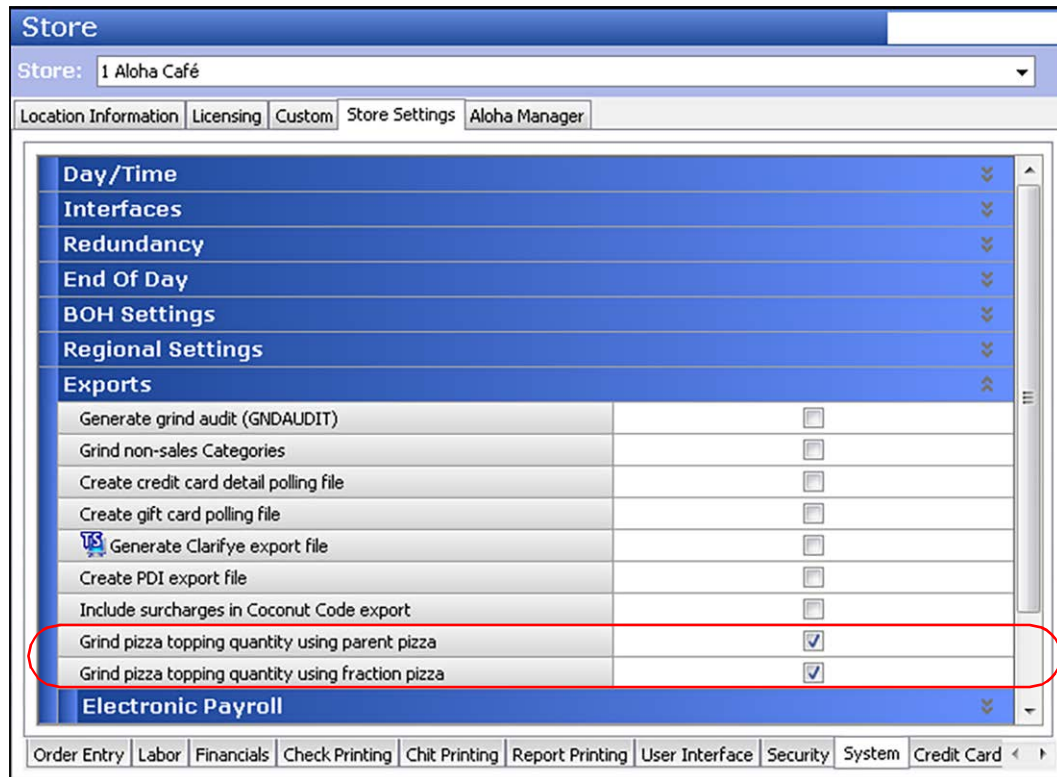 Store
Store: 1 Aloha Café
Location Information Licensing Custom Store Settings Aloha Manager
Day/Time
Interfaces
Redundancy
End Of Day
BOH Settings
Regional Settings
Exports
Generate grind audit (GNDAUDIT)
Grind non-sales Categories
Create credit card detail polling file
Create gift card polling file
TS Generate Clarifye export file
Create PDI export file
Include surcharges in Coconut Code export
Grind pizza topping quantity using parent pizza
Grind pizza topping quantity using fraction pizza
Electronic Payroll
Order Entry Labor Financials Check Printing Chit Printing Report Printing User Interface Security System Credit Card